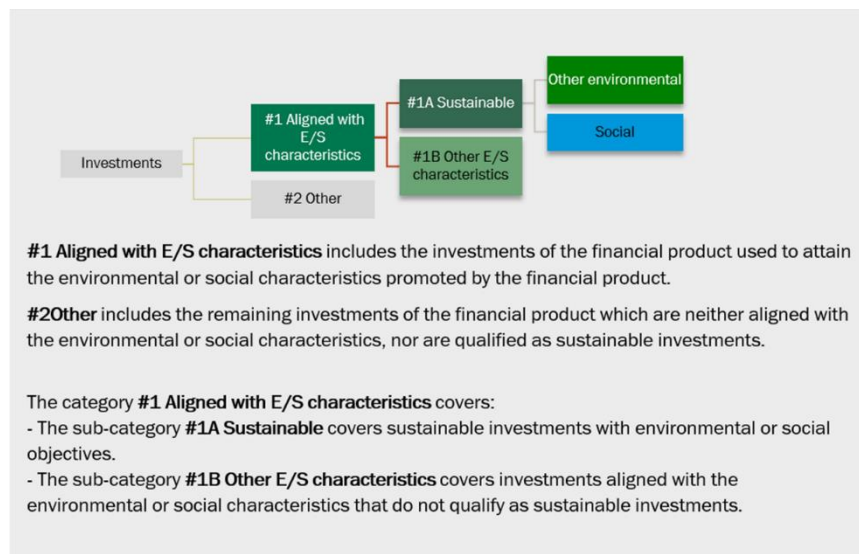 Other environmental
#1A Sustainable
#1 Aligned with
E/S
characteristics
Social
#1B Other E/S
characteristics
Investments
#2 Other
#1 Aligned with E/S characteristics includes the investments of the financial product used to attain
the environmental or social characteristics promoted by the financial product.
#2Other includes the remaining investments of the financial product which are neither aligned with
the environmental or social characteristics, nor are qualified as sustainable investments.
The category #1 Aligned with E/S characteristics covers:
- The sub-category #1A Sustainable covers sustainable investments with environmental or social
objectives.
- The sub-category #1B Other E/S characteristics covers investments aligned with the
environmental or social characteristics that do not qualify as sustainable investments.